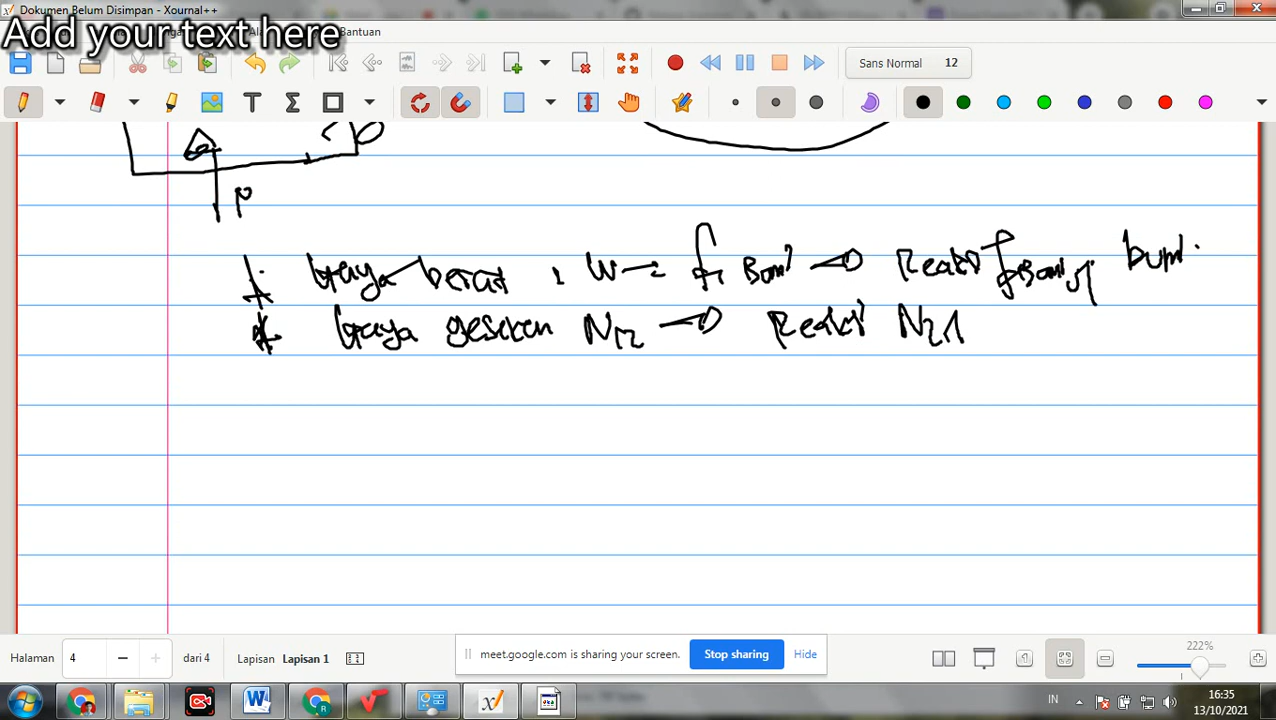 Dokumen Belum Disimpan - Xournal++
Add your text here
Bantuan
Sans Normal 12
P
* Gaya berat : W = F Bumi → Reaksi F Bumi bumi
* Gaya gesekan N12 → Reaksi N21
Halaman 4 dari 4 Lapisan Lapisan 1
meet.google.com is sharing your screen. Stop sharing Hide
222%
IN 16:35
13/10/2021